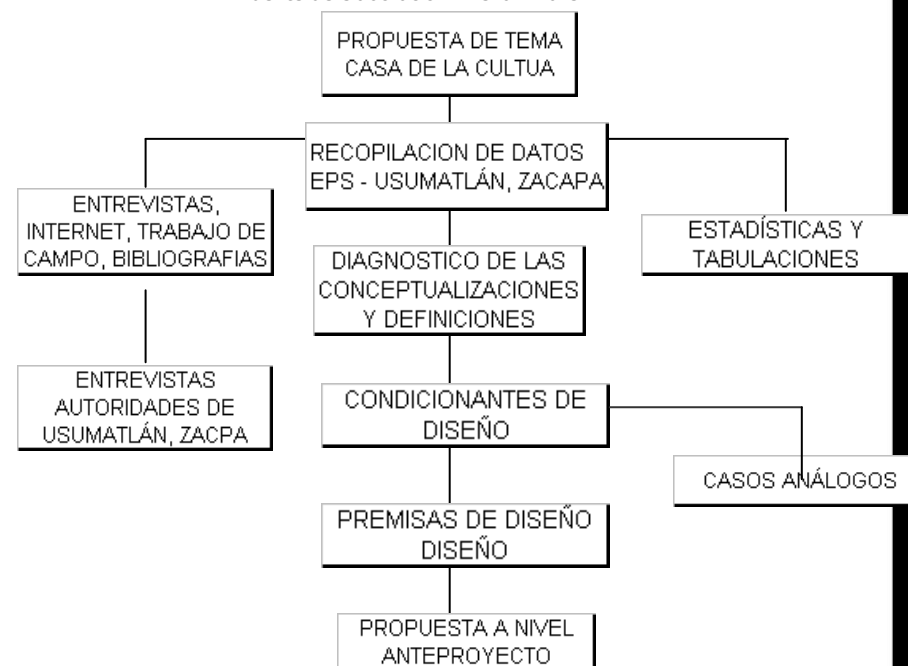 PROPUESTA DE TEMA
CASA DE LA CULTUA
RECOPILACION DE DATOS
EPS - USUMATLÁN, ZACAPA
ENTREVISTAS,
INTERNET, TRABAJO DE
CAMPO, BIBLIOGRAFIAS
ESTADÍSTICAS Y
TABULACIONES
DIAGNOSTICO DE LAS
CONCEPTUALIZACIONES
Y DEFINICIONES
ENTREVISTAS
AUTORIDADES DE
USUMATLÁN, ZACPA
CONDICIONANTES DE
DISEÑO
CASOS ANÁLOGOS
PREMISAS DE DISEÑO
DISEÑO
PROPUESTA A NIVEL
ANTEPROYECTO